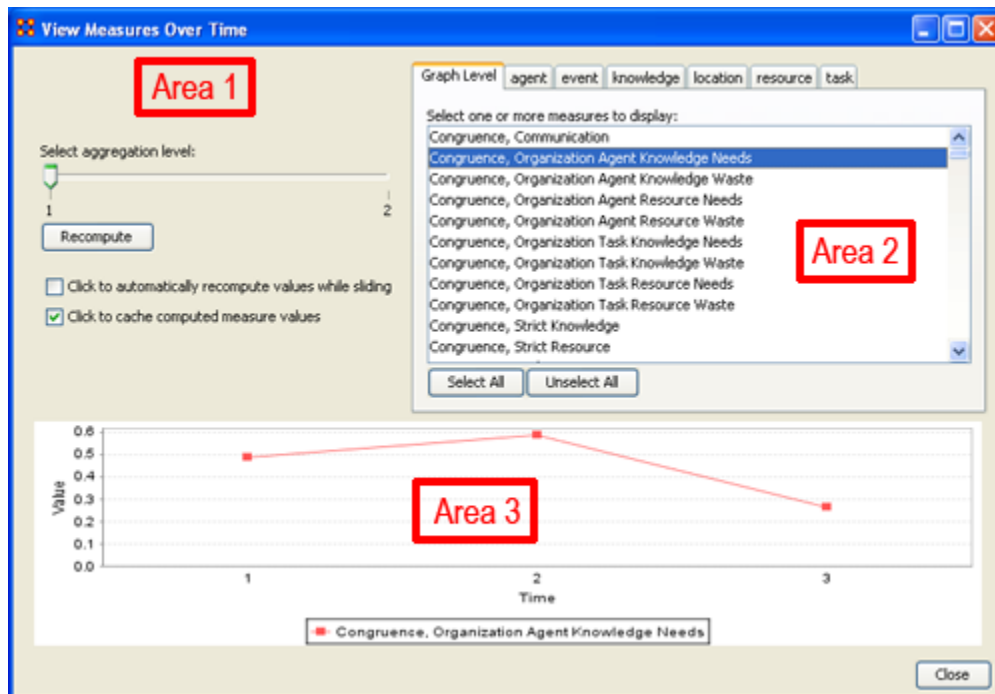 View Measures Over Time
Area 1
Select aggregation level:
1 2
Recompute
Click to automatically recompute values while sliding
Click to cache computed measure values
Graph Level agent event knowledge location resource task
Select one or more measures to display:
Congruence, Communication
Congruence, Organization Agent Knowledge Needs
Congruence, Organization Agent Knowledge Waste
Congruence, Organization Agent Resource Needs
Congruence, Organization Agent Resource Waste
Congruence, Organization Task Knowledge Needs
Congruence, Organization Task Knowledge Waste
Congruence, Organization Task Resource Needs
Congruence, Organization Task Resource Waste
Congruence, Strict Knowledge
Congruence, Strict Resource
Area 2
Select All Unselect All
0.6
0.5
0.4
0.3
0.2
0.1
0.0
Value
Area 3
1 2 3
Time
Congruence, Organization Agent Knowledge Needs
Close